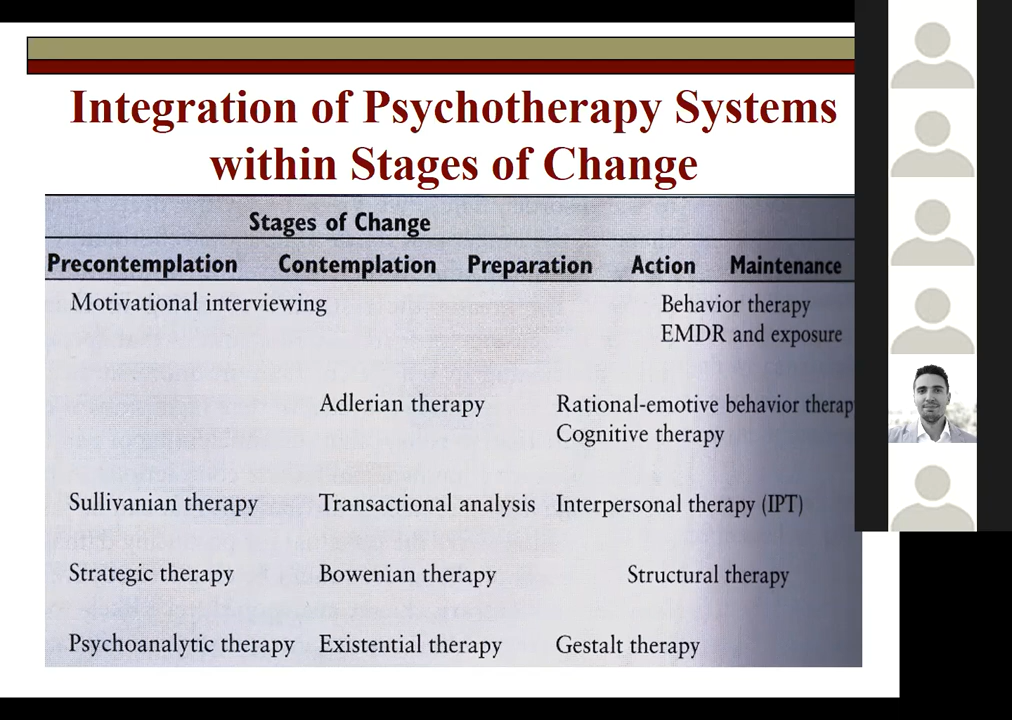 Integration of Psychotherapy Systems
within Stages of Change
Stages of Change
Precontemplation Contemplation Preparation Action Maintenance
Motivational interviewing Behavior therapy
EMDR and exposure
Adlerian therapy Rational-emotive behavior therap
Cognitive therapy
Sullivanian therapy Transactional analysis Interpersonal therapy (IPT)
Strategic therapy Bowenian therapy Structural therapy
Psychoanalytic therapy Existential therapy Gestalt therapy